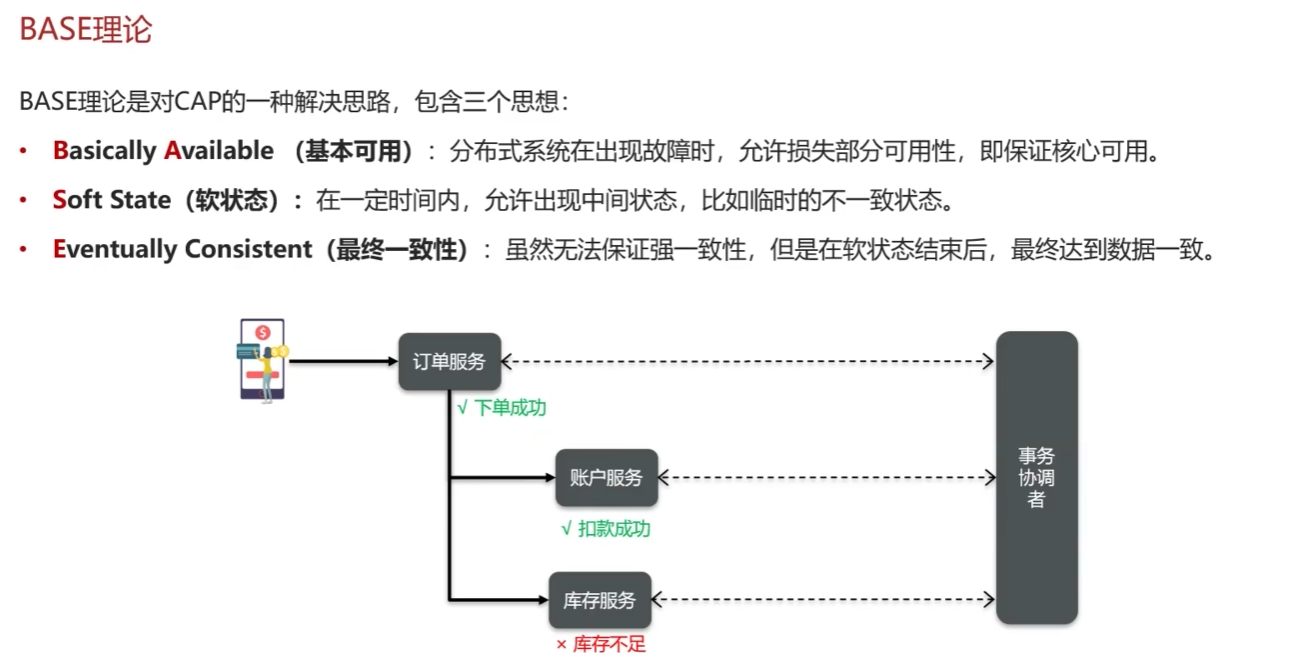 BASE理论
BASE理论是对CAP的一种解决思路，包含三个思想：
• Basically Available （基本可用）：分布式系统在出现故障时，允许损失部分可用性，即保证核心可用。
• Soft State（软状态）：在一定时间内，允许出现中间状态，比如临时的不一致状态。
• Eventually Consistent（最终一致性）：虽然无法保证强一致性，但是在软状态结束后，最终达到数据一致。
$
订单服务
√ 下单成功
账户服务
√ 扣款成功
库存服务
× 库存不足
事务
协调
者